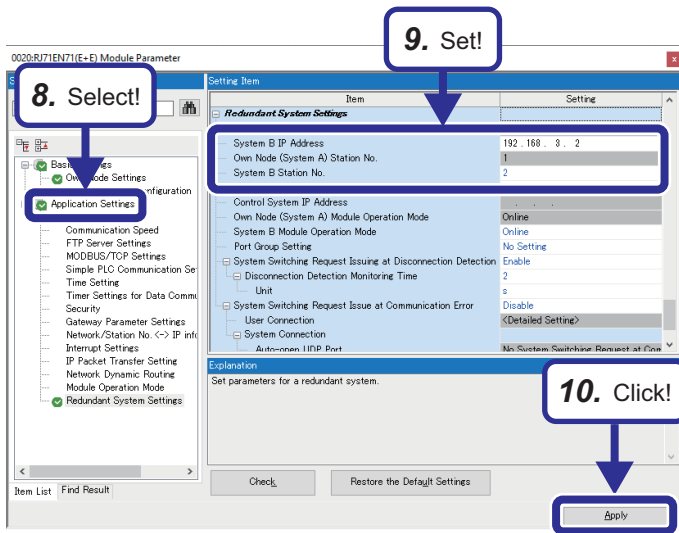 9. Set!
0020:RJ71EN71(E+E) Module Parameter
x
8. Select!
Setting Item
Item Setting
Redundant System Settings
System B IP Address 192 . 168 . 3 . 2
Own Node (System A) Station No. 1
System B Station No. 2
Control System IP Address . . .
Own Node (System A) Module Operation Mode Online
System B Module Operation Mode Online
Port Group Setting No Setting
System Switching Request Issuing at Disconnection Detection Enable
Disconnection Detection Monitoring Time 2
Unit s
System Switching Request Issue at Communication Error Disable
User Connection <Detailed Setting>
System Connection
Auto-open UDP Port No System Switching Request at Com
Application Settings
Communication Speed
FTP Server Settings
MODBUS/TCP Settings
Simple PLC Communication Se
Time Setting
Timer Settings for Data Commu
Security
Gateway Parameter Settings
Network/Station No. <-> IP info
Interrupt Settings
IP Packet Transfer Setting
Network Dynamic Routing
Module Operation Mode
Redundant System Settings
Explanation
Set parameters for a redundant system.
10. Click!
Check
Restore the Default Settings
Item List
Find Result
Apply